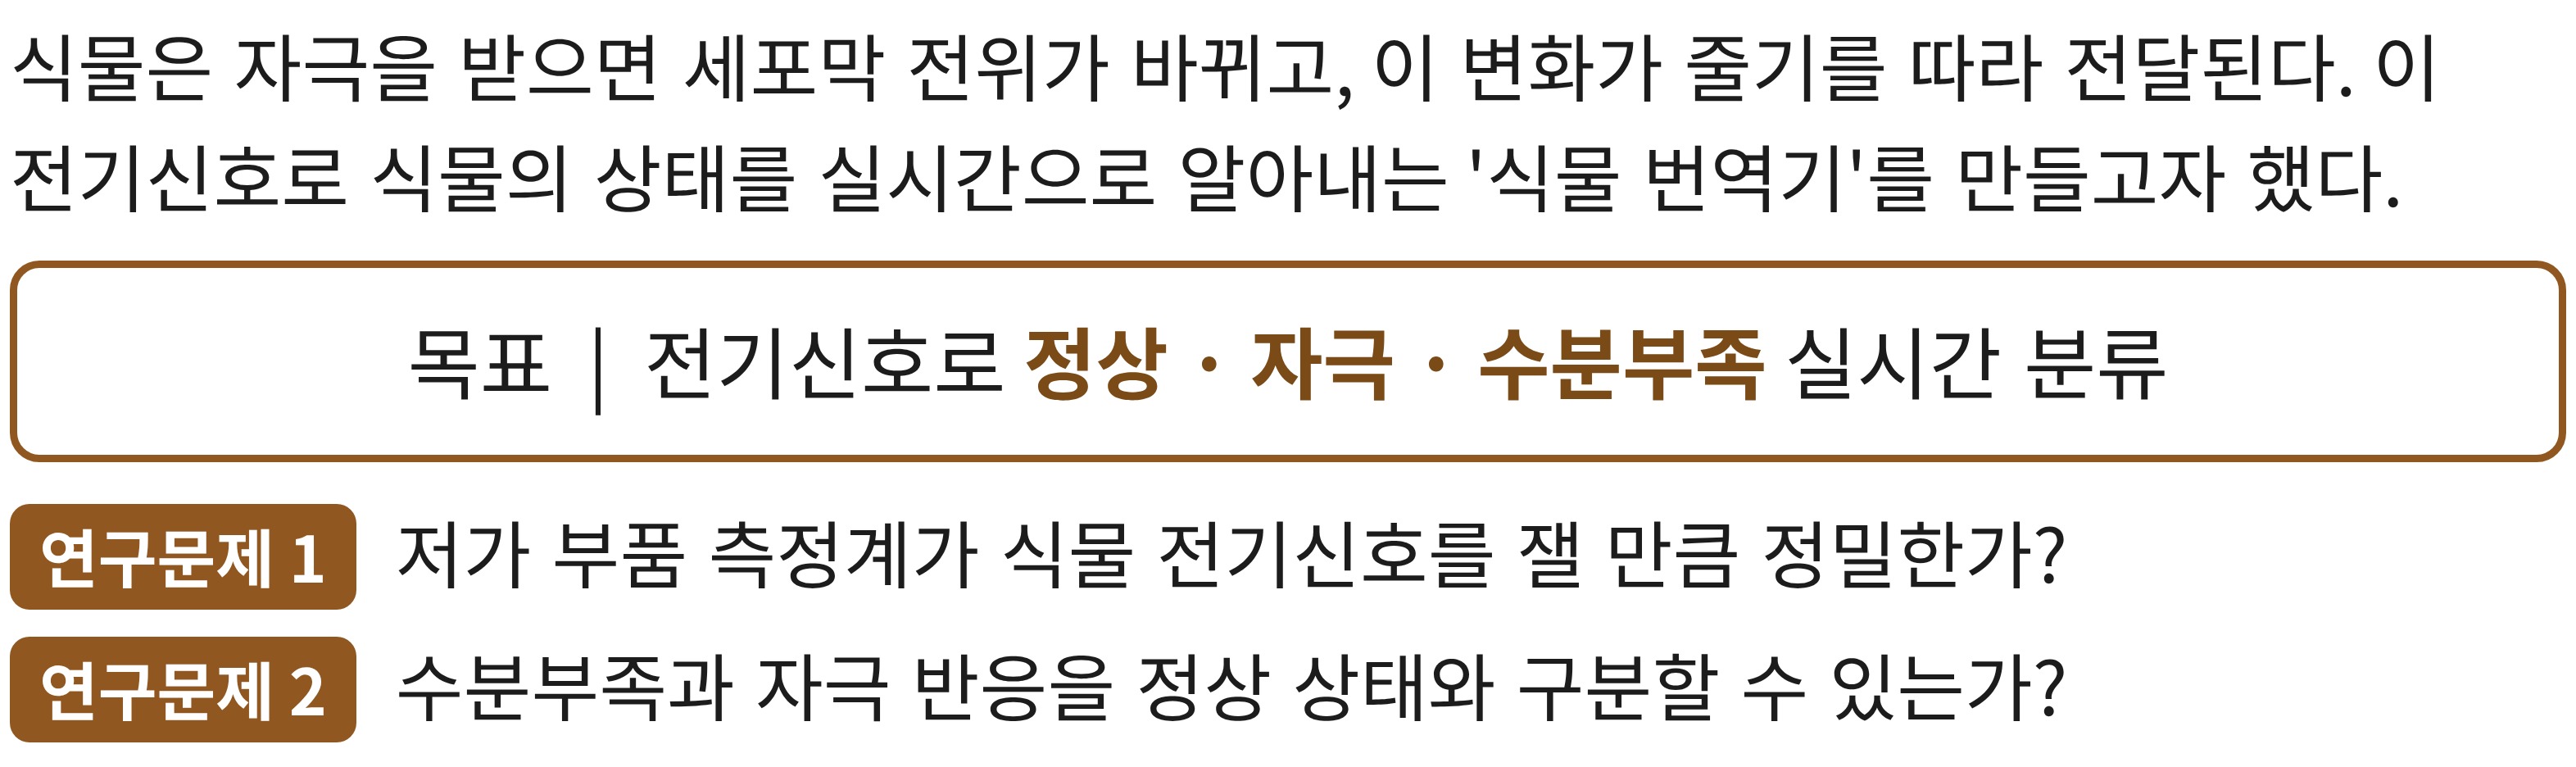 식물은 자극을 받으면 세포막 전위가 바뀌고, 이 변화가 줄기를 따라 전달된다. 이
전기신호로 식물의 상태를 실시간으로 알아내는 '식물 번역기'를 만들고자 했다.
목표 | 전기신호로 정상 · 자극 · 수분부족 실시간 분류
연구문제 1 저가 부품 측정계가 식물 전기신호를 잴 만큼 정밀한가?
연구문제 2 수분부족과 자극 반응을 정상 상태와 구분할 수 있는가?